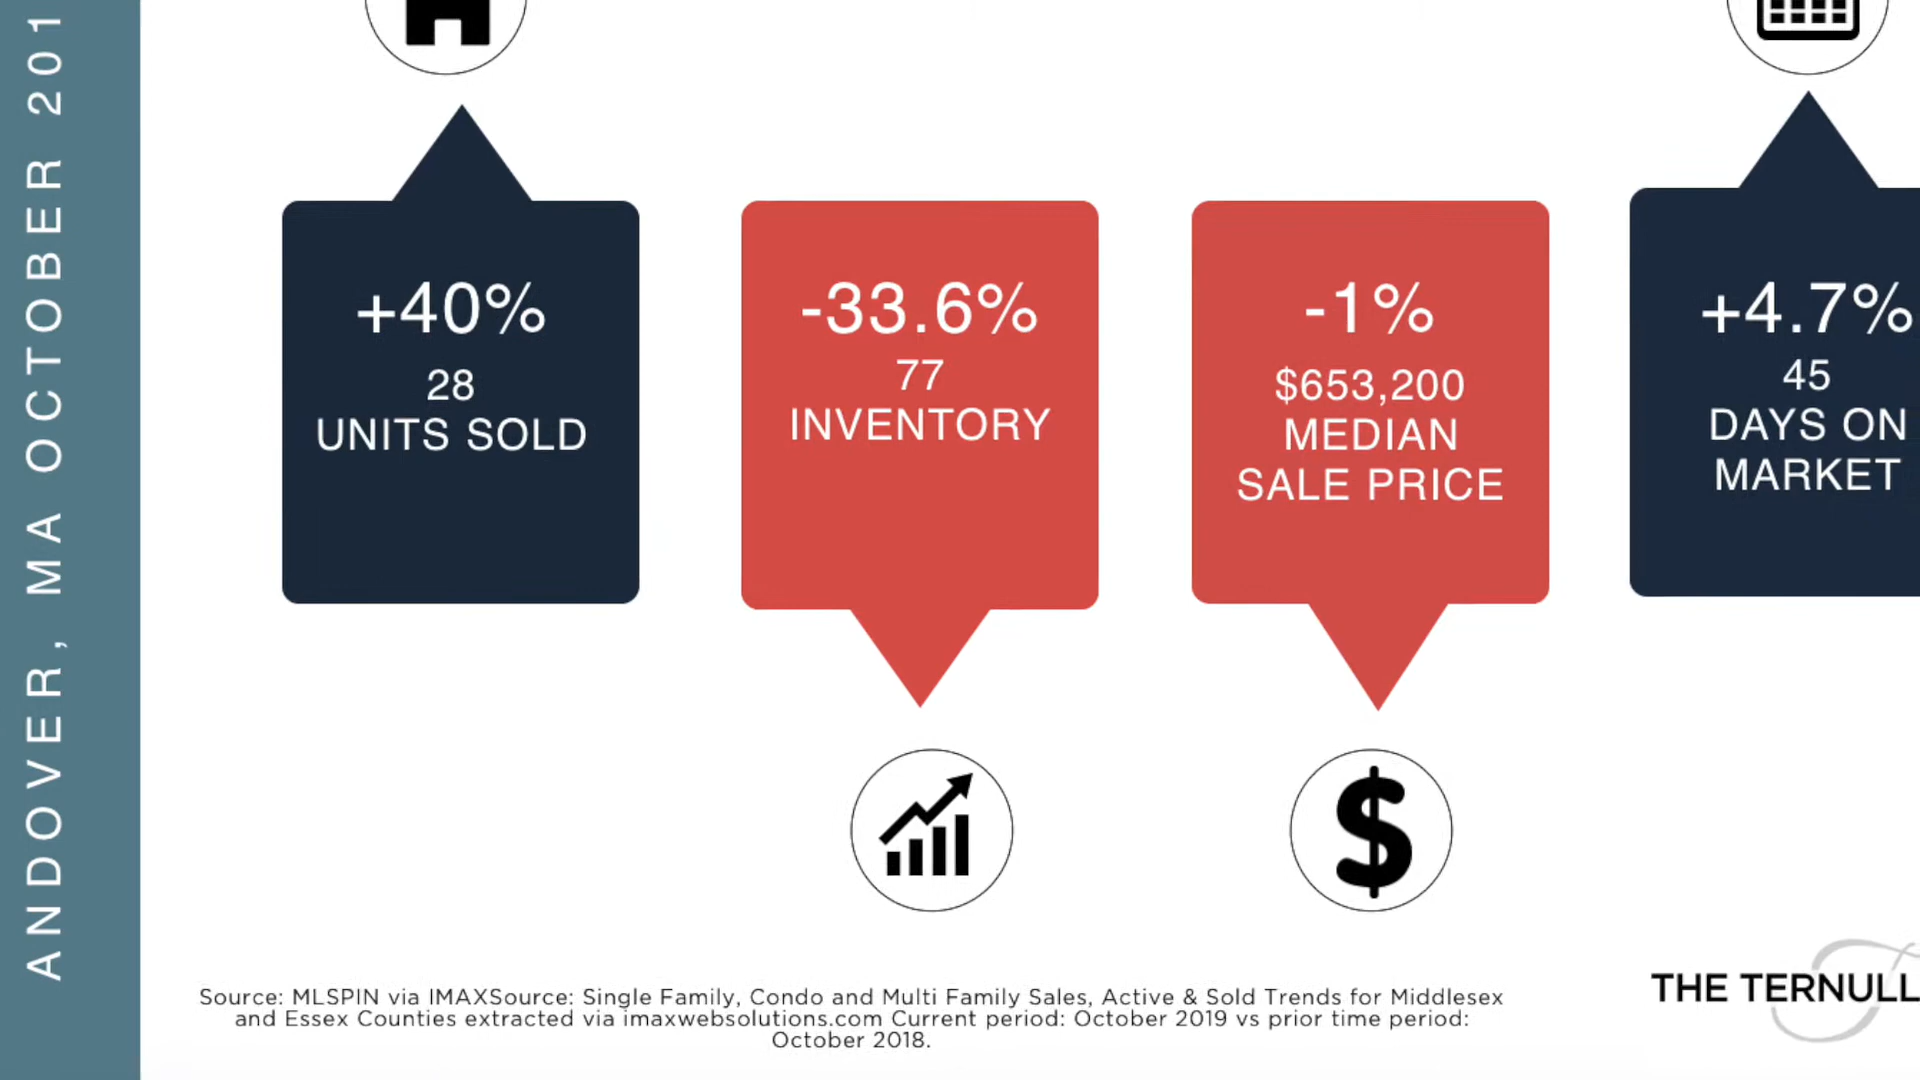 ANDOVER, MA OCTOBER 201
+40%
28
UNITS SOLD
-33.6%
77
INVENTORY
-1%
$653,200
MEDIAN
SALE PRICE
+4.7%
45
DAYS ON
MARKET
Source: MLSPIN via IMAXSource: Single Family, Condo and Multi Family Sales, Active & Sold Trends for Middlesex
and Essex Counties extracted via imaxwebsolutions.com Current period: October 2019 vs prior time period:
October 2018.
THE TERNULL